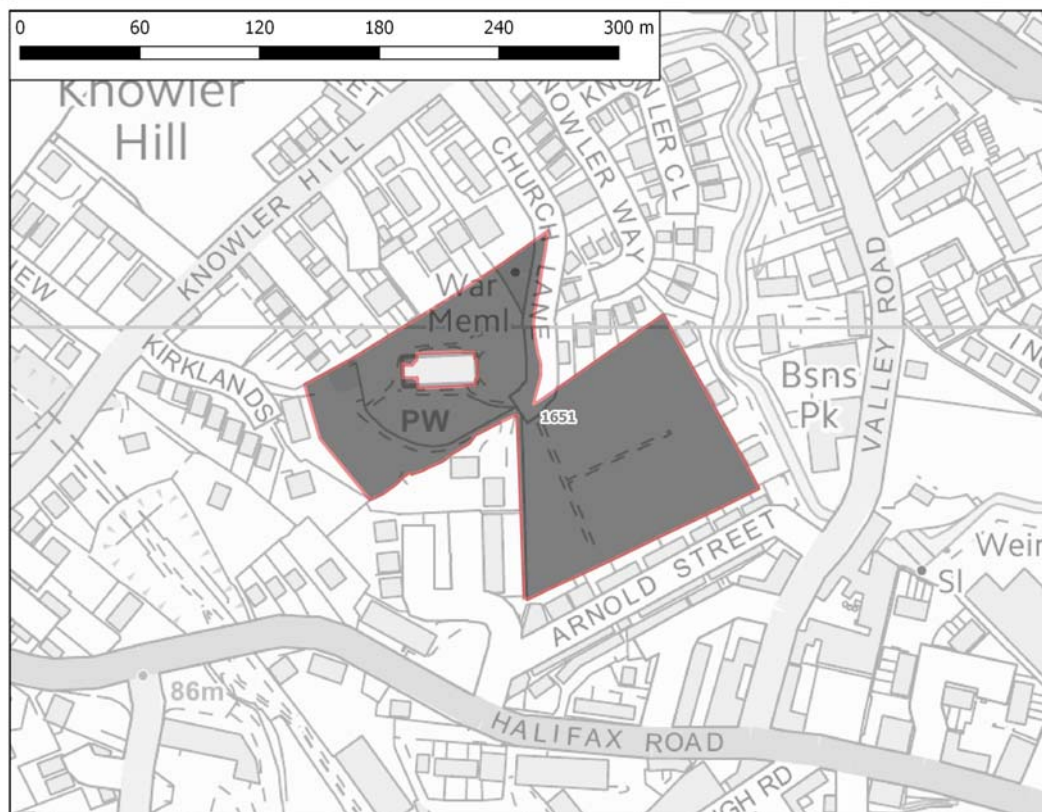 0 60 120 180 240 300 m
Knowler
Hill
KNOWLER HILL
CHURCH
LANE
KNOWLER WAY
KNOWLER CL
War
Meml
VALLEY ROAD
KIRKLANDS
PW
1651
Bsns
Pk
ARNOLD STREET
Weir
Sl
86m
HALIFAX ROAD